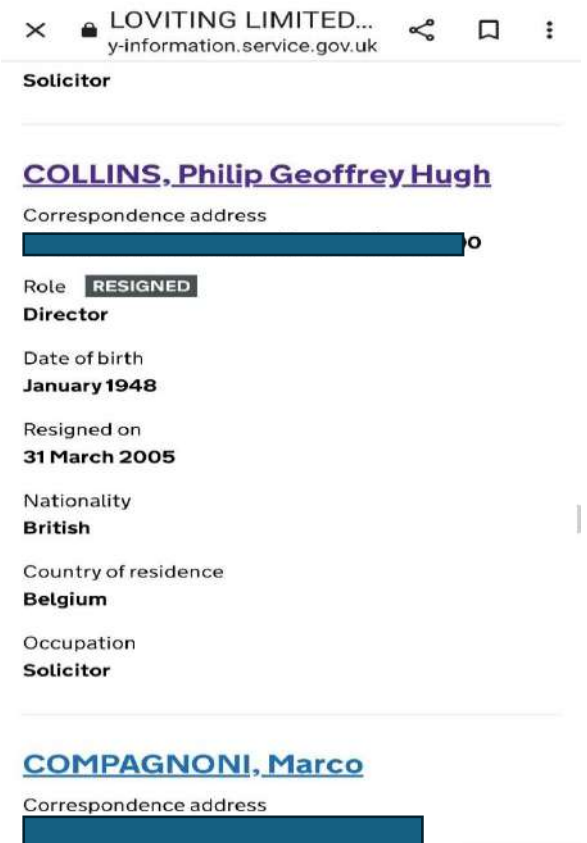 LOVITING LIMITED...
y-information.service.gov.uk
Solicitor
COLLINS, Philip Geoffrey Hugh
Correspondence address
Role RESIGNED
Director
Date of birth
January 1948
Resigned on
31 March 2005
Nationality
British
Country of residence
Belgium
Occupation
Solicitor
COMPAGNONI, Marco
Correspondence address